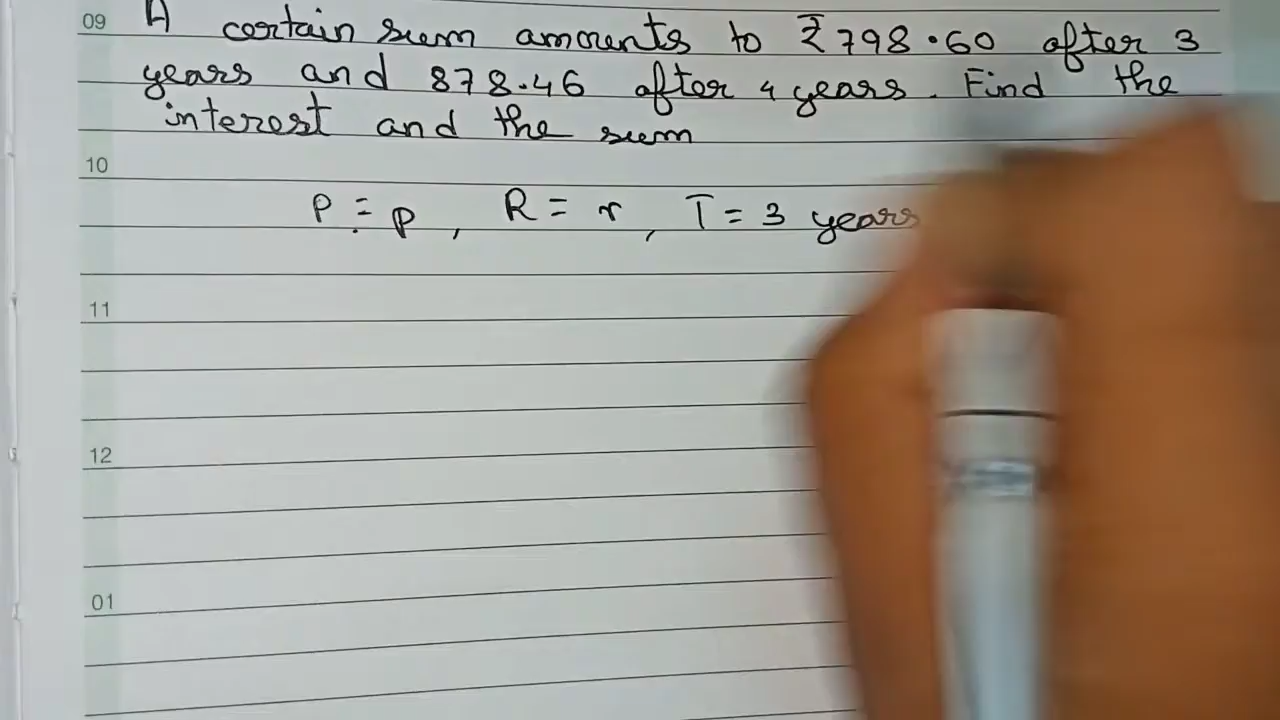 09
A certain sum amounts to ₹798.60 after 3
years and 878.46 after 4 years. Find the
interest and the sum
10
P = p, R = r, T = 3 years
11
12
01